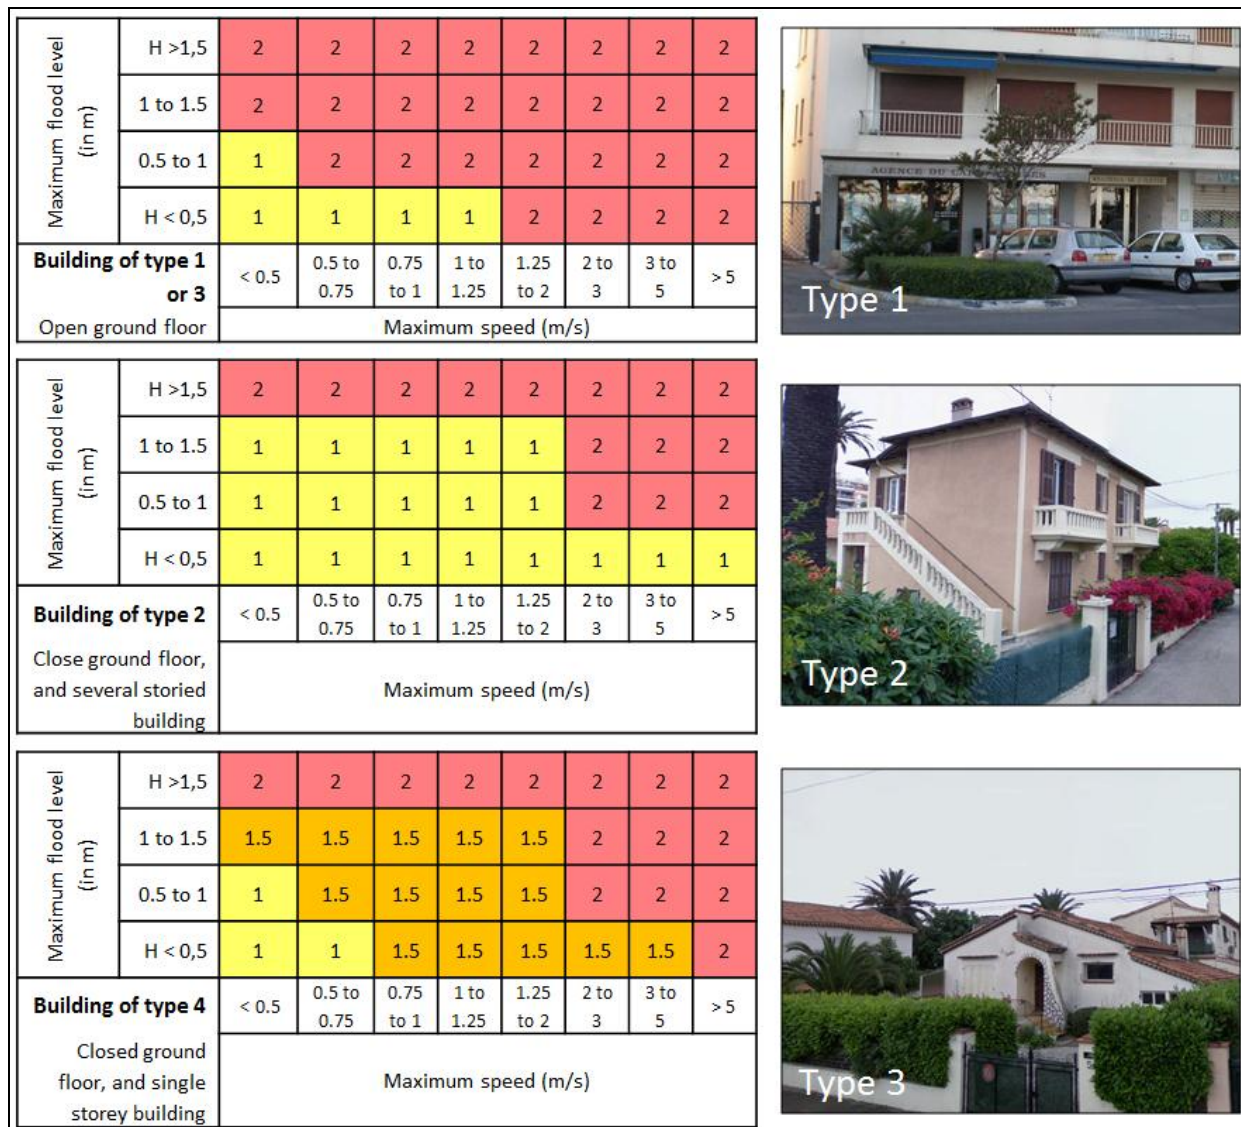 Maximum flood level
(in m)
H >1,5 2 2 2 2 2 2 2 2
1 to 1.5 2 2 2 2 2 2 2 2
0.5 to 1 1 2 2 2 2 2 2 2
H < 0,5 1 1 1 1 2 2 2 2
Building of type 1
or 3
Open ground floor
< 0.5 0.5 to 0.75 0.75 to 1 1 to 1.25 1.25 to 2 2 to 3 3 to 5 > 5
Maximum speed (m/s)
AGENCE DU CAP
Type 1
Maximum flood level
(in m)
H >1,5 2 2 2 2 2 2 2 2
1 to 1.5 1 1 1 1 1 2 2 2
0.5 to 1 1 1 1 1 1 2 2 2
H < 0,5 1 1 1 1 1 1 1 1
Building of type 2
Close ground floor,
and several storied
building
< 0.5 0.5 to 0.75 0.75 to 1 1 to 1.25 1.25 to 2 2 to 3 3 to 5 > 5
Maximum speed (m/s)
Type 2
Maximum flood level
(in m)
H >1,5 2 2 2 2 2 2 2 2
1 to 1.5 1.5 1.5 1.5 1.5 1.5 2 2 2
0.5 to 1 1 1.5 1.5 1.5 1.5 2 2 2
H < 0,5 1 1 1.5 1.5 1.5 1.5 1.5 2
Building of type 4
Closed ground
floor, and single
storey building
< 0.5 0.5 to 0.75 0.75 to 1 1 to 1.25 1.25 to 2 2 to 3 3 to 5 > 5
Maximum speed (m/s)
Type 3